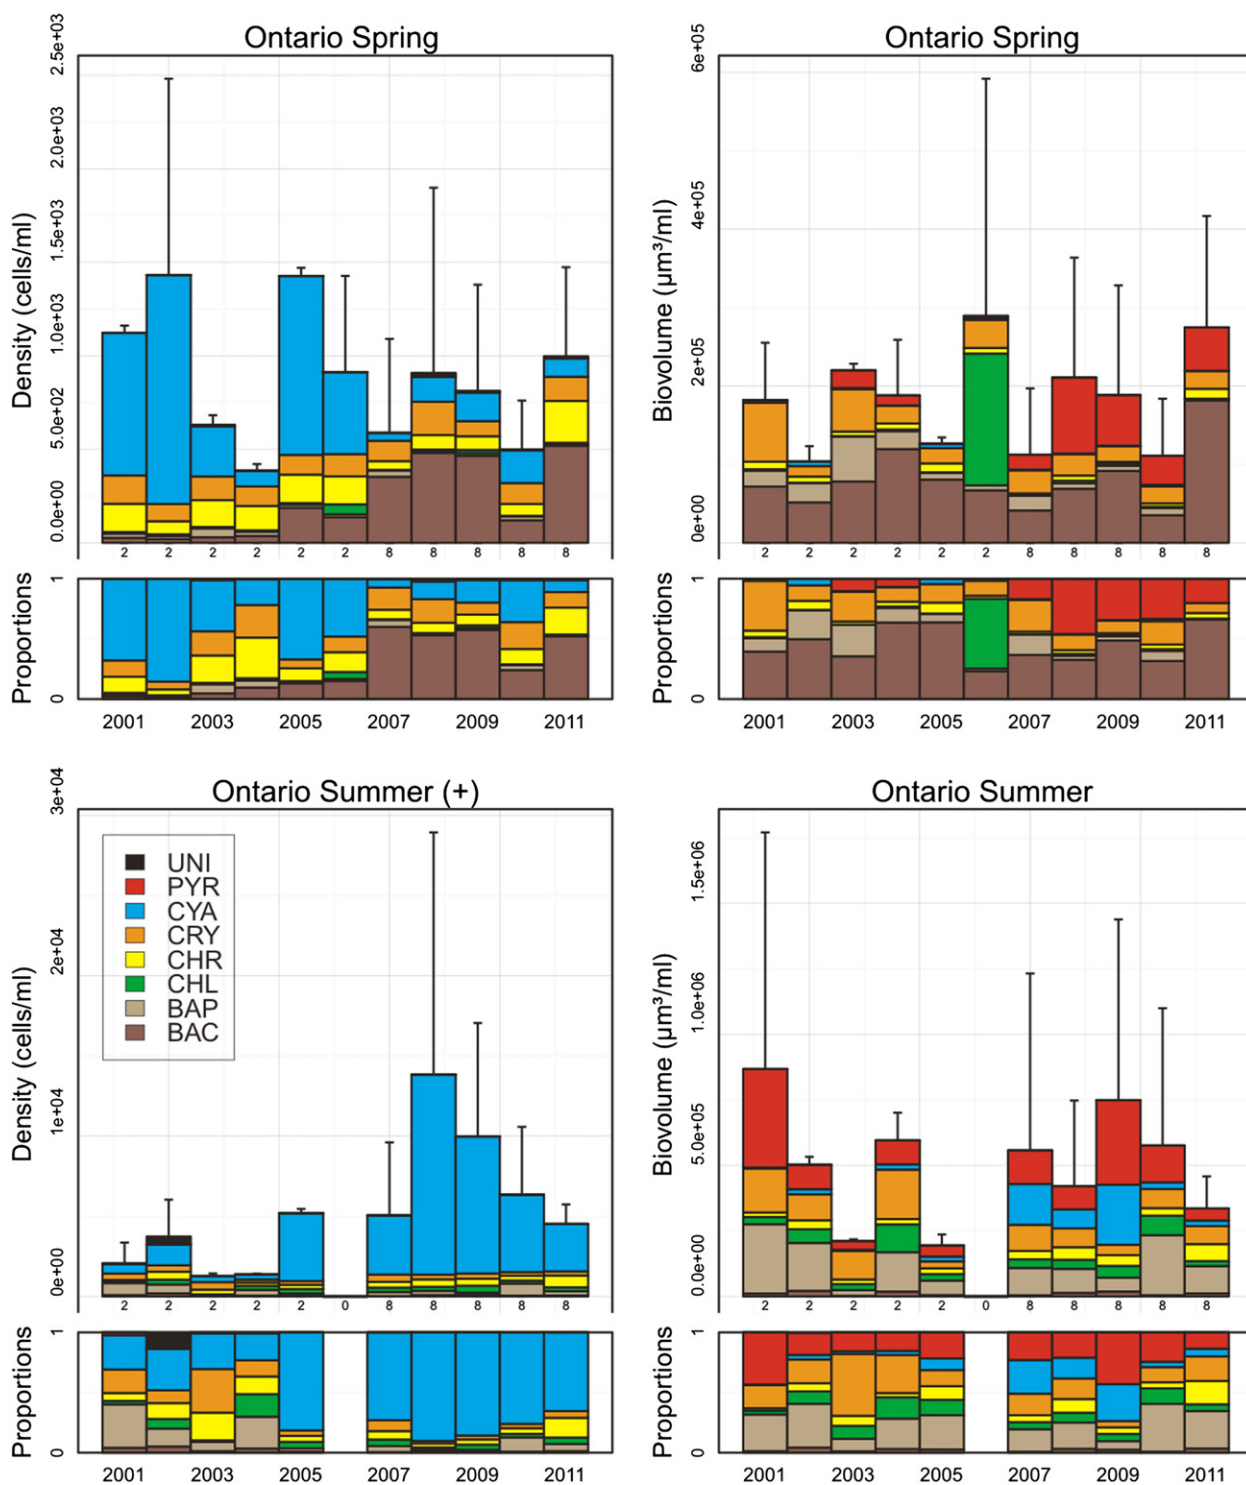 Ontario Spring
Density (cells/ml)
2.5e+03
2.0e+03
1.5e+03
1.0e+03
5.0e+02
0.0e+00
2 2 2 2 2 2 8 8 8 8 8
Proportions
1
0
2001 2003 2005 2007 2009 2011
Ontario Spring
Biovolume (µm³/ml)
6e+05
4e+05
2e+05
0e+00
2 2 2 2 2 2 8 8 8 8 8
Proportions
1
0
2001 2003 2005 2007 2009 2011
Ontario Summer (+)
Density (cells/ml)
3e+04
2e+04
1e+04
0e+00
UNI
PYR
CYA
CRY
CHR
CHL
BAP
BAC
2 2 2 2 2 0 8 8 8 8 8
Proportions
1
0
2001 2003 2005 2007 2009 2011
Ontario Summer
Biovolume (µm³/ml)
1.5e+06
1.0e+06
5.0e+05
0.0e+00
2 2 2 2 2 0 8 8 8 8 8
Proportions
1
0
2001 2003 2005 2007 2009 2011